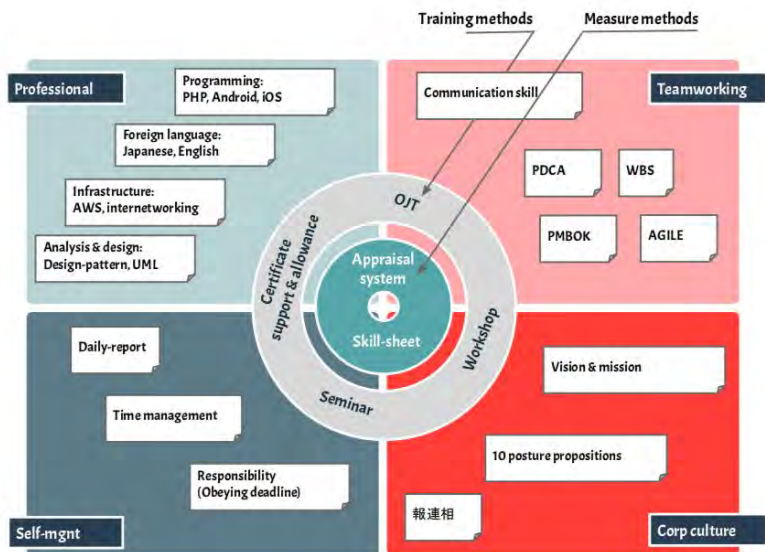 Training methods
Measure methods
Professional
Programming:
PHP, Android, iOS
Foreign language:
Japanese, English
Infrastructure:
AWS, internetworking
Analysis & design:
Design-pattern, UML
Teamworking
Communication skill
PDCA
WBS
PMBOK
AGILE
OJT
Certificate
support & allowance
Workshop
Seminar
Appraisal
system
Skill-sheet
Daily-report
Time management
Responsibility
(Obeying deadline)
Self-mgnt
Vision & mission
10 posture propositions
報連相
Corp culture